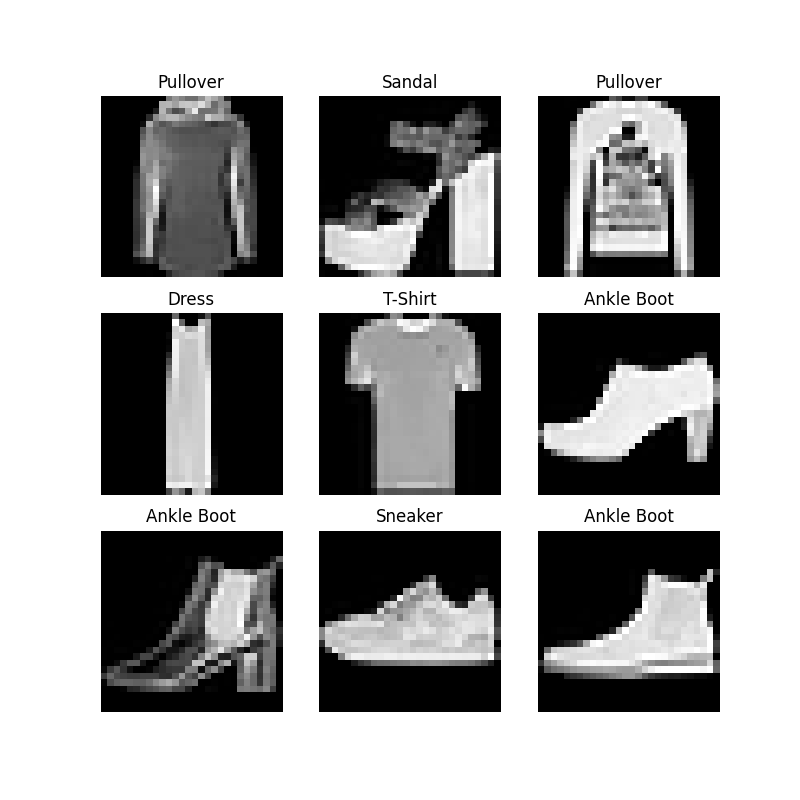 Pullover
Sandal
Pullover
Dress
T-Shirt
Ankle Boot
Ankle Boot
Sneaker
Ankle Boot